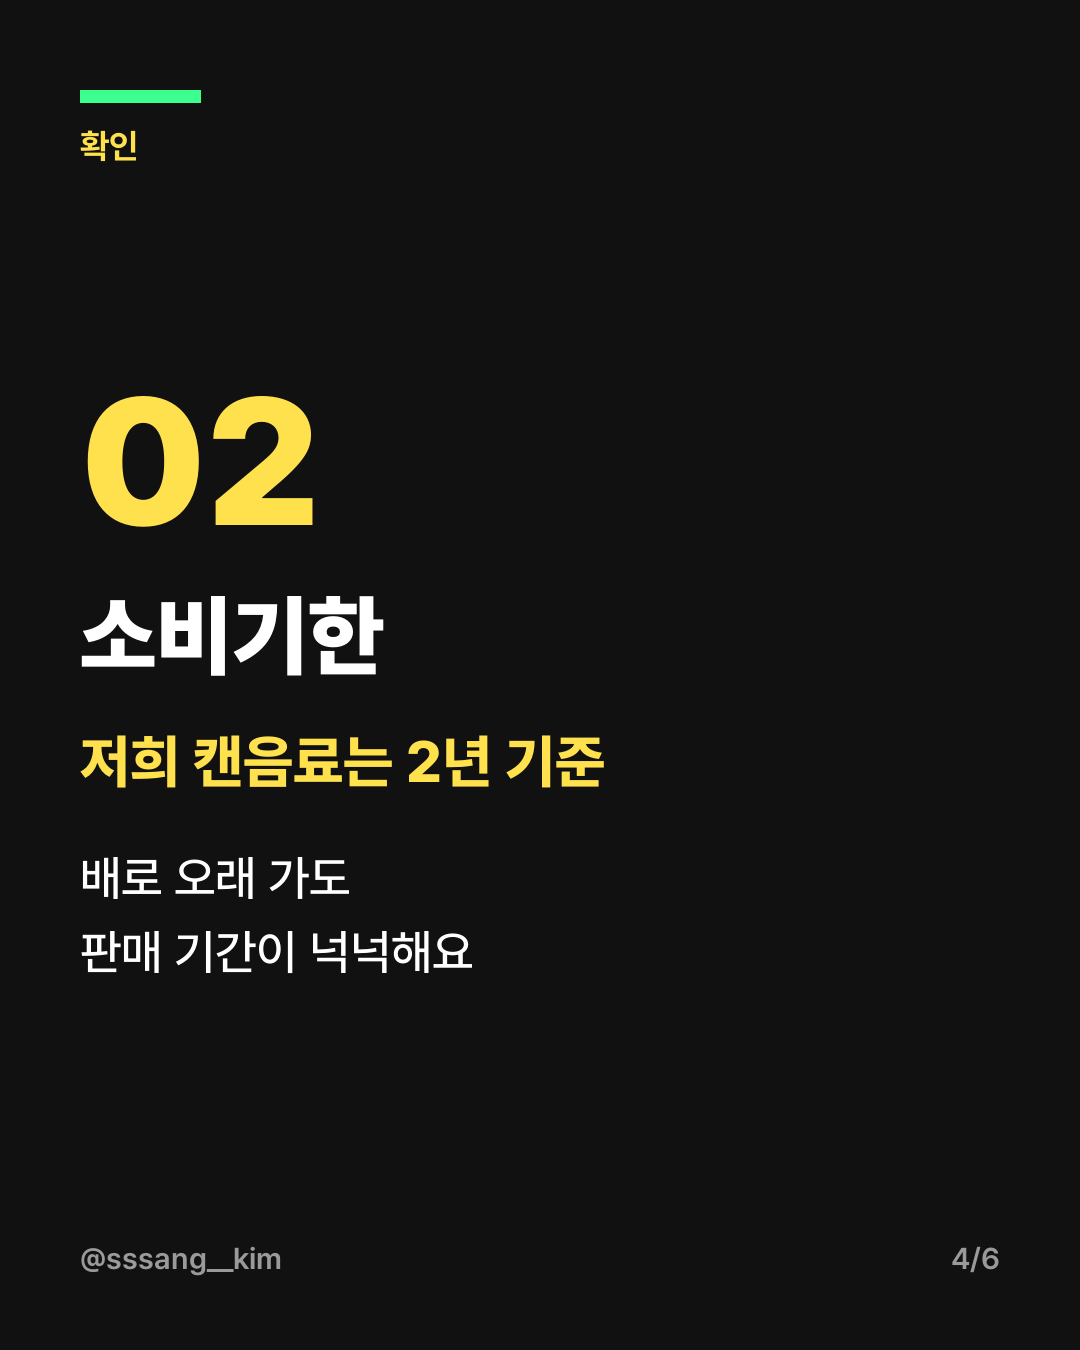 확인
02
소비기한
저희 캔음료는 2년 기준
배로 오래 가도
판매 기간이 넉넉해요
@sssang__kim
4/6